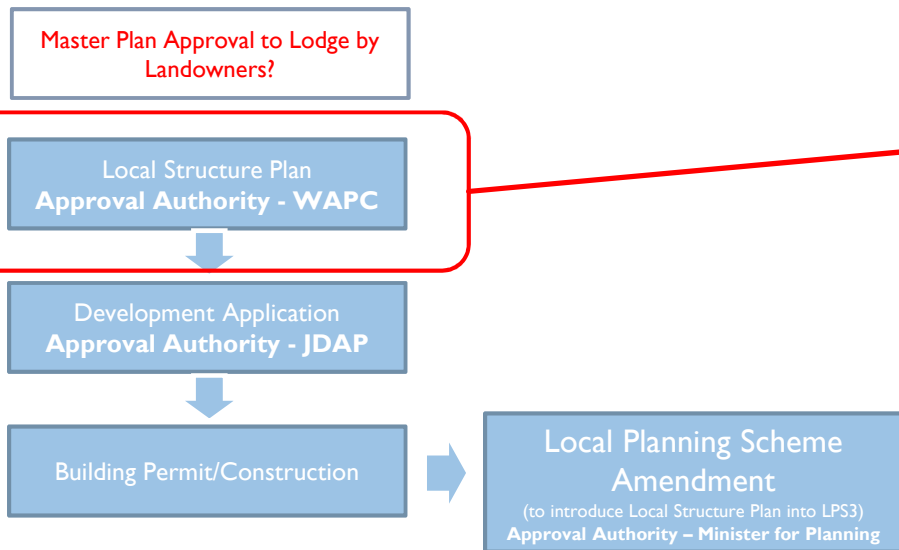 Master Plan Approval to Lodge by
Landowners?
Local Structure Plan
Approval Authority - WAPC
Development Application
Approval Authority - JDAP
Building Permit/Construction
Local Planning Scheme
Amendment
(to introduce Local Structure Plan into LPS3)
Approval Authority – Minister for Planning